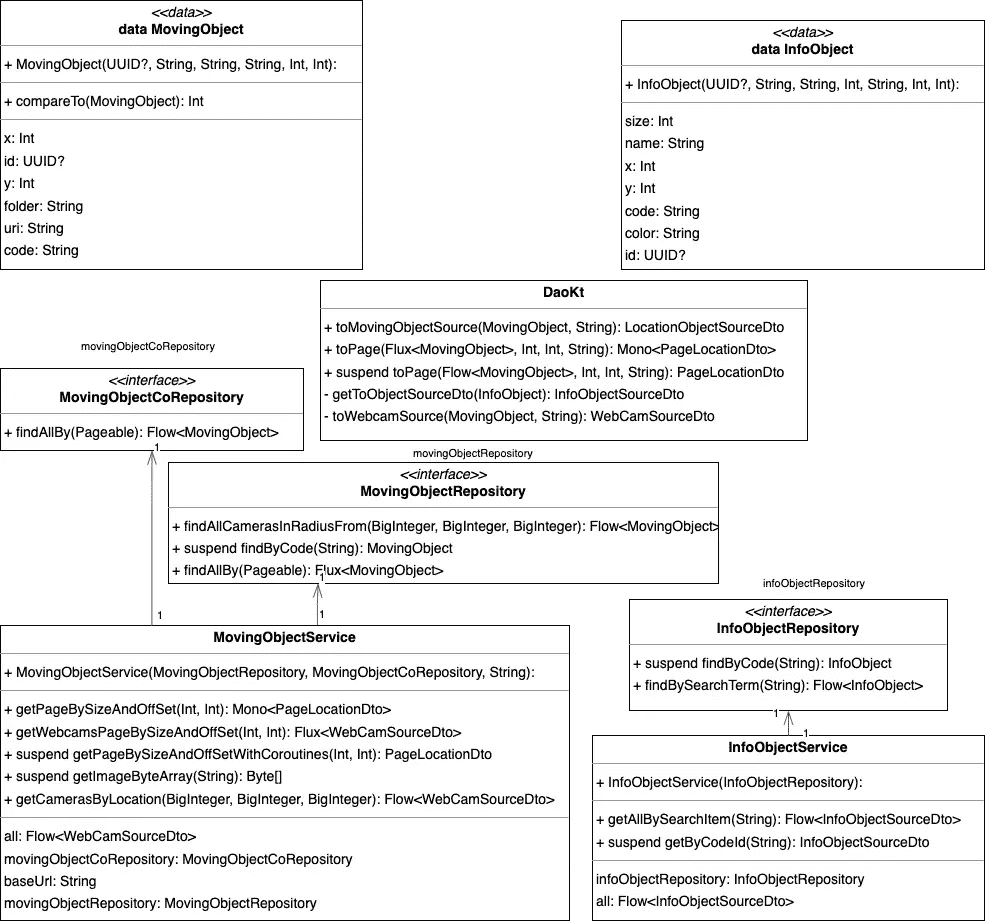 <<data>>
data MovingObject
+ MovingObject(UUID?, String, String, String, Int, Int):
+ compareTo(MovingObject): Int
x: Int
id: UUID?
y: Int
folder: String
uri: String
code: String
<<data>>
data InfoObject
+ InfoObject(UUID?, String, String, Int, String, Int, Int):
size: Int
name: String
x: Int
y: Int
code: String
color: String
id: UUID?
DaoKt
+ toMovingObjectSource(MovingObject, String): LocationObjectSourceDto
+ toPage(Flux<MovingObject>, Int, Int, String): Mono<PageLocationDto>
+ suspend toPage(Flow<MovingObject>, Int, Int, String): PageLocationDto
- getToObjectSourceDto(InfoObject): InfoObjectSourceDto
- toWebcamSource(MovingObject, String): WebCamSourceDto
movingObjectCoRepository
<<interface>>
MovingObjectCoRepository
+ findAllBy(Pageable): Flow<MovingObject>
1
movingObjectRepository
<<interface>>
MovingObjectRepository
+ findAllCamerasInRadiusFrom(BigInteger, BigInteger, BigInteger): Flow<MovingObject>
+ suspend findByCode(String): MovingObject
+ findAllBy(Pageable): Flux<MovingObject>
1
1
1
MovingObjectService
+ MovingObjectService(MovingObjectRepository, MovingObjectCoRepository, String):
+ getPageBySizeAndOffSet(Int, Int): Mono<PageLocationDto>
+ getWebcamsPageBySizeAndOffSet(Int, Int): Flux<WebCamSourceDto>
+ suspend getPageBySizeAndOffSetWithCoroutines(Int, Int): PageLocationDto
+ suspend getImageByteArray(String): Byte[]
+ getCamerasByLocation(BigInteger, BigInteger, BigInteger): Flow<WebCamSourceDto>
all: Flow<WebCamSourceDto>
movingObjectCoRepository: MovingObjectCoRepository
baseUrl: String
movingObjectRepository: MovingObjectRepository
infoObjectRepository
<<interface>>
InfoObjectRepository
+ suspend findByCode(String): InfoObject
+ findBySearchTerm(String): Flow<InfoObject>
1
1
InfoObjectService
+ InfoObjectService(InfoObjectRepository):
+ getAllBySearchItem(String): Flow<InfoObjectSourceDto>
+ suspend getByCodeId(String): InfoObjectSourceDto
infoObjectRepository: InfoObjectRepository
all: Flow<InfoObjectSourceDto>